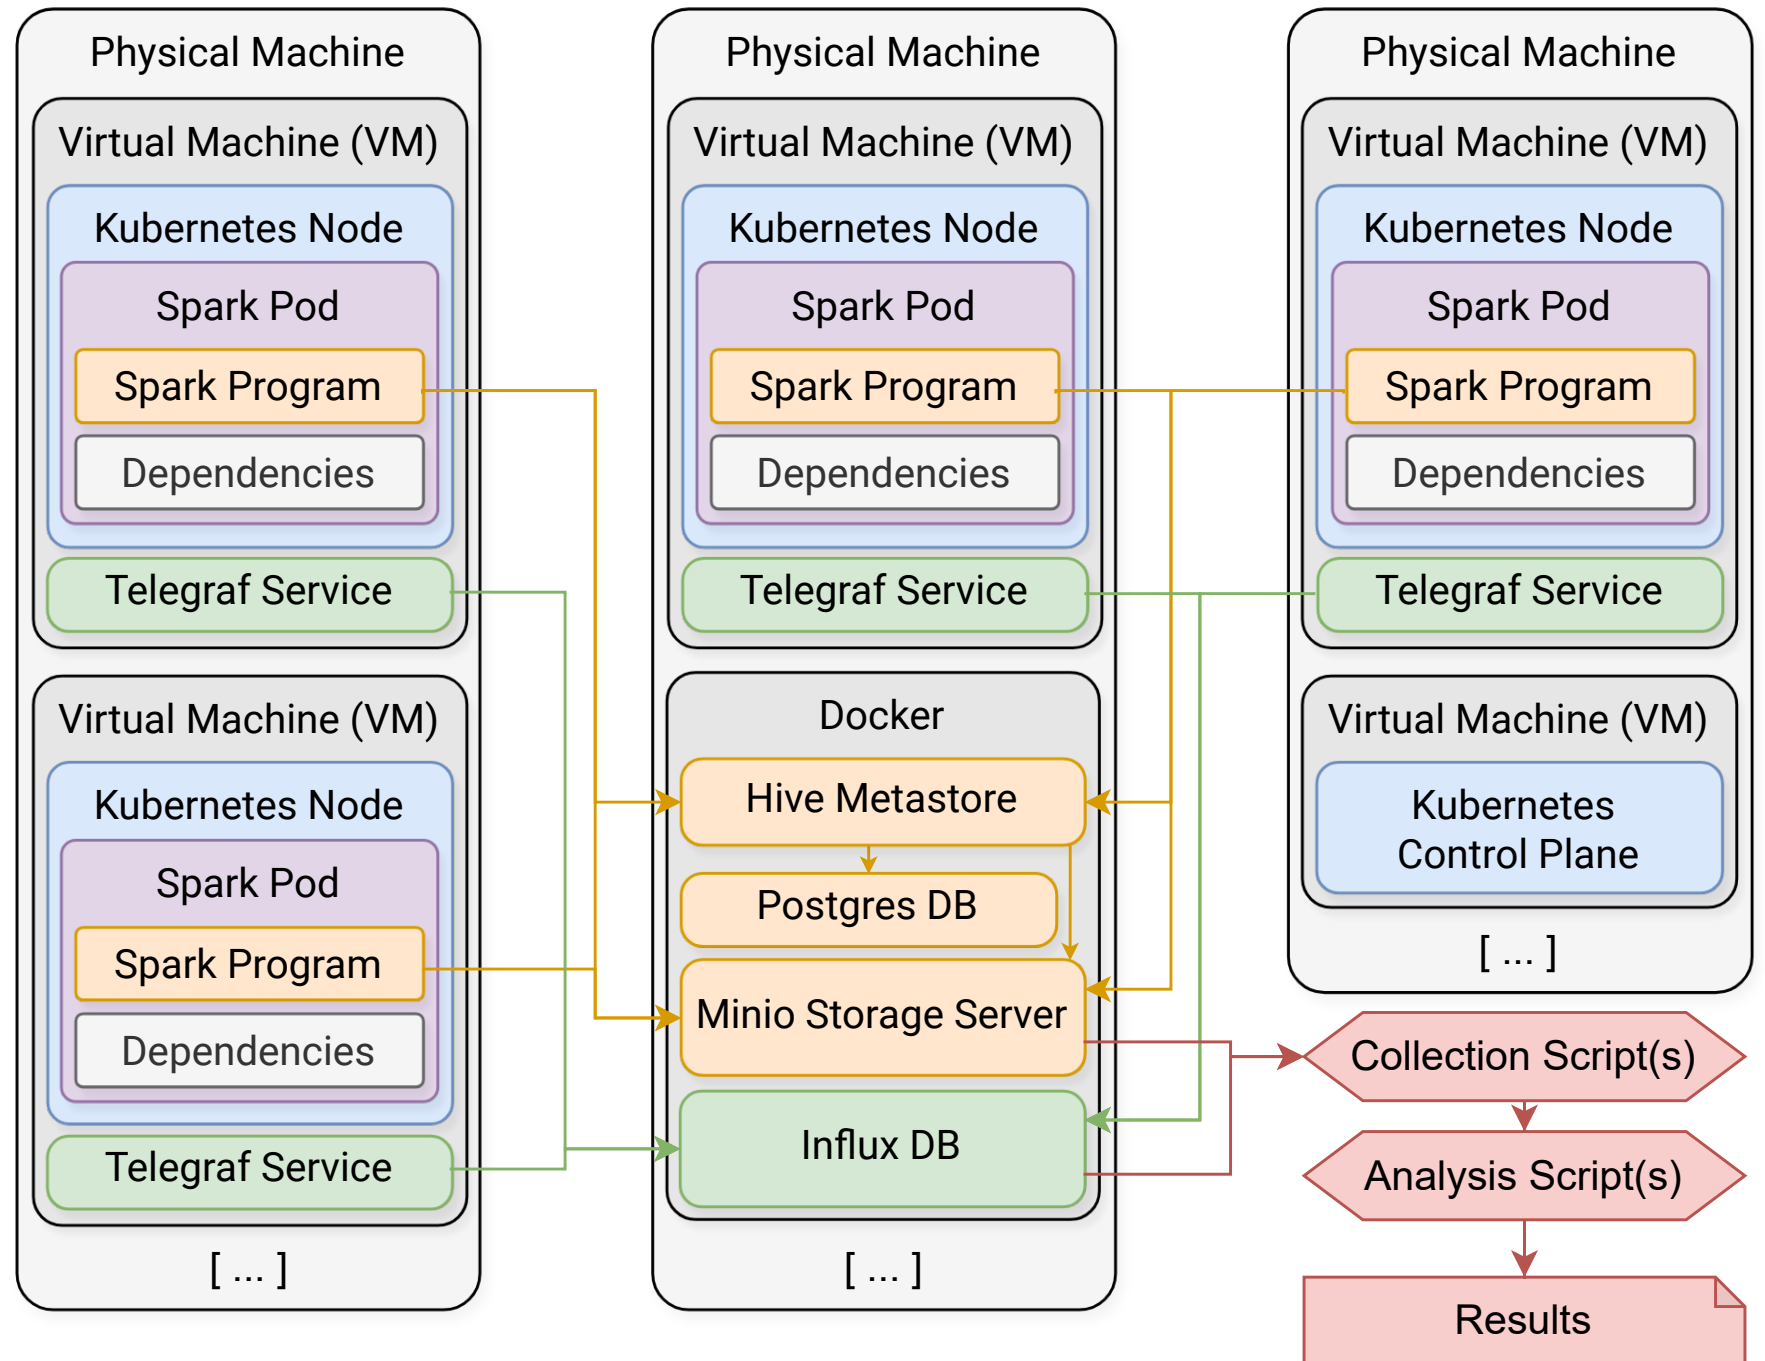 Physical Machine
Virtual Machine (VM)
Kubernetes Node
Spark Pod
Spark Program
Dependencies
Telegraf Service
Virtual Machine (VM)
Kubernetes Node
Spark Pod
Spark Program
Dependencies
Telegraf Service
[ ... ]
Physical Machine
Virtual Machine (VM)
Kubernetes Node
Spark Pod
Spark Program
Dependencies
Telegraf Service
Docker
Hive Metastore
Postgres DB
Minio Storage Server
Influx DB
[ ... ]
Physical Machine
Virtual Machine (VM)
Kubernetes Node
Spark Pod
Spark Program
Dependencies
Telegraf Service
Virtual Machine (VM)
Kubernetes
Control Plane
[ ... ]
Collection Script(s)
Analysis Script(s)
Results